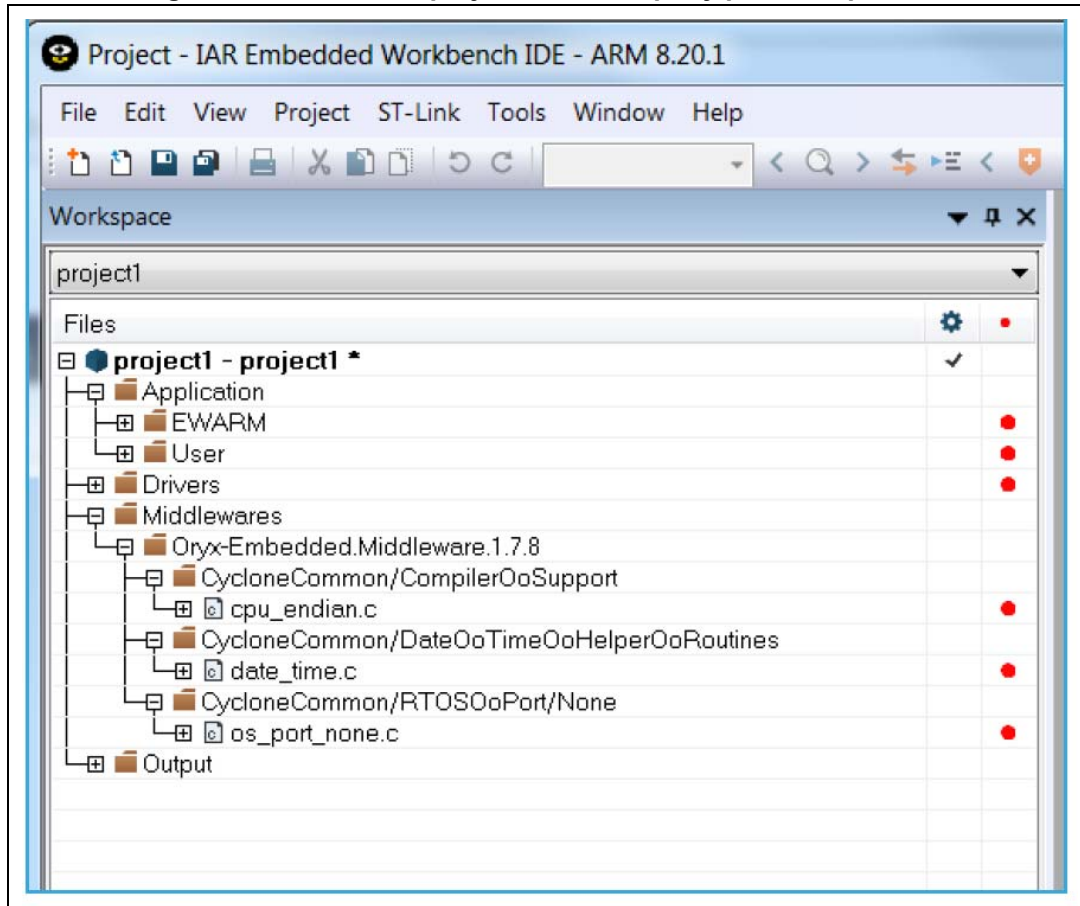 Project - IAR Embedded Workbench IDE - ARM 8.20.1
File Edit View Project ST-Link Tools Window Help
Workspace
project1
Files
project1 - project1 *
Application
EWARM
User
Drivers
Middlewares
Oryx-Embedded.Middleware.1.7.8
CycloneCommon/CompilerOoSupport
cpu_endian.c
CycloneCommon/DateOoTimeOoHelperOoRoutines
date_time.c
CycloneCommon/RTOSOoPort/None
os_port_none.c
Output